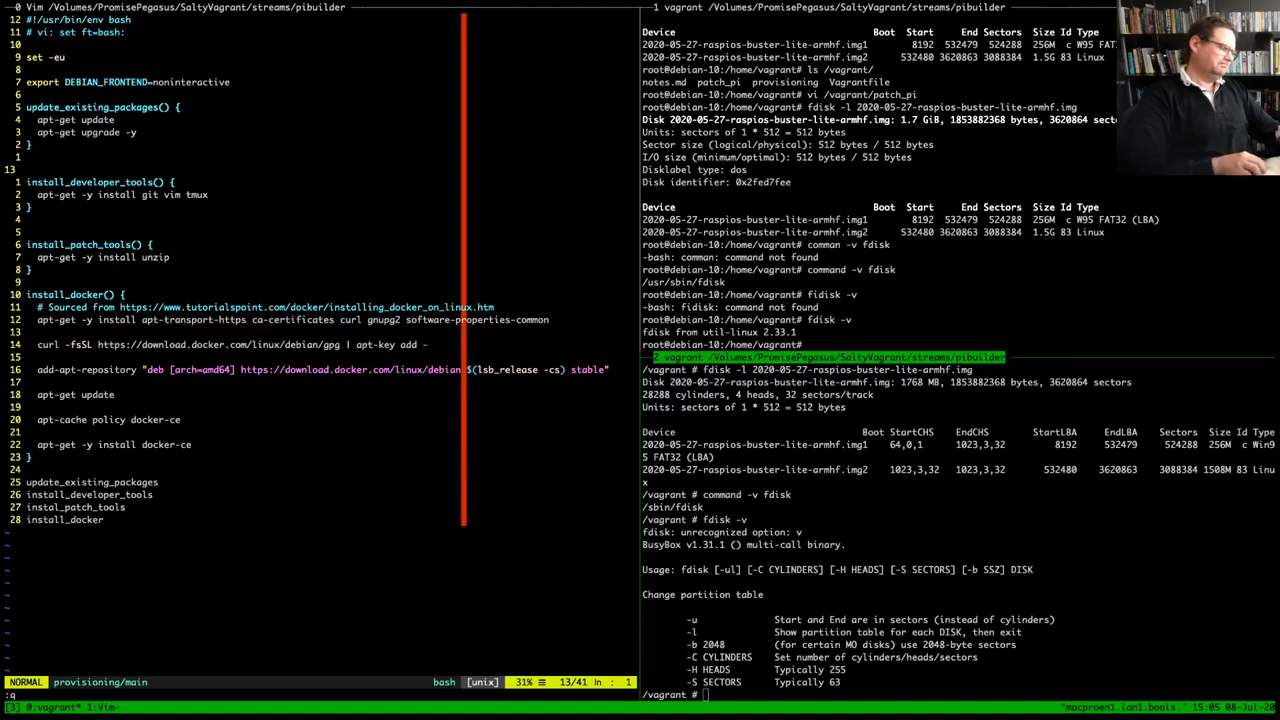 0 Vim /Volumes/PromisePegasus/SaltyVagrant/streams/pibuilder
12 #!/usr/bin/env bash
11 # vi: set ft=bash:
10
9 set -eu
8
7 export DEBIAN_FRONTEND=noninteractive
6
5 update_existing_packages() {
4 apt-get update
3 apt-get upgrade -y
2 }
1
13
1 install_developer_tools() {
2 apt-get -y install git vim tmux
3 }
4
5
6 install_patch_tools() {
7 apt-get -y install unzip
8 }
9
10 install_docker() {
11 # Sourced from https://www.tutorialspoint.com/docker/installing_docker_on_linux.htm
12 apt-get -y install apt-transport-https ca-certificates curl gnupg2 software-properties-common
13
14 curl -fsSL https://download.docker.com/linux/debian/gpg | apt-key add -
15
16 add-apt-repository "deb [arch=amd64] https://download.docker.com/linux/debian $(lsb_release -cs) stable"
17
18 apt-get update
19
20 apt-cache policy docker-ce
21
22 apt-get -y install docker-ce
23 }
24
25 update_existing_packages
26 install_developer_tools
27 instal_patch_tools
28 install_docker
~
~
~
~
~
~
~
~
~
~
~
~
NORMAL provisioning/main bash [unix] 31% ≡ 13/41 ln : 1
:q
1 vagrant /Volumes/PromisePegasus/SaltyVagrant/streams/pibuilder
Device Boot Start End Sectors Size Id Type
2020-05-27-raspios-buster-lite-armhf.img1 8192 532479 524288 256M c W95 FAT
2020-05-27-raspios-buster-lite-armhf.img2 532480 3620863 3088384 1.5G 83 Linux
root@debian-10:/home/vagrant# ls /vagrant/
notes.md patch_pi provisioning Vagrantfile
root@debian-10:/home/vagrant# vi /vagrant/patch_pi
root@debian-10:/home/vagrant# fdisk -l 2020-05-27-raspios-buster-lite-armhf.img
Disk 2020-05-27-raspios-buster-lite-armhf.img: 1.7 GiB, 1853882368 bytes, 3620864 sect
Units: sectors of 1 * 512 = 512 bytes
Sector size (logical/physical): 512 bytes / 512 bytes
I/O size (minimum/optimal): 512 bytes / 512 bytes
Disklabel type: dos
Disk identifier: 0x2fed7fee
Device Boot Start End Sectors Size Id Type
2020-05-27-raspios-buster-lite-armhf.img1 8192 532479 524288 256M c W95 FAT32 (LBA)
2020-05-27-raspios-buster-lite-armhf.img2 532480 3620863 3088384 1.5G 83 Linux
root@debian-10:/home/vagrant# comman -v fdisk
-bash: comman: command not found
root@debian-10:/home/vagrant# command -v fdisk
/usr/sbin/fdisk
root@debian-10:/home/vagrant# fidisk -v
-bash: fidisk: command not found
root@debian-10:/home/vagrant# fdisk -v
fdisk from util-linux 2.33.1
root@debian-10:/home/vagrant#
2 vagrant /Volumes/PromisePegasus/SaltyVagrant/streams/pibuilder
/vagrant # fdisk -l 2020-05-27-raspios-buster-lite-armhf.img
Disk 2020-05-27-raspios-buster-lite-armhf.img: 1768 MB, 1853882368 bytes, 3620864 sectors
28288 cylinders, 4 heads, 32 sectors/track
Units: sectors of 1 * 512 = 512 bytes
Device Boot StartCHS EndCHS StartLBA EndLBA Sectors Size Id Type
2020-05-27-raspios-buster-lite-armhf.img1 64,0,1 1023,3,32 8192 532479 524288 256M c Win9
5 FAT32 (LBA)
2020-05-27-raspios-buster-lite-armhf.img2 1023,3,32 1023,3,32 532480 3620863 3088384 1508M 83 Linu
x
/vagrant # command -v fdisk
/sbin/fdisk
/vagrant # fdisk -v
fdisk: unrecognized option: v
BusyBox v1.31.1 () multi-call binary.
Usage: fdisk [-ul] [-C CYLINDERS] [-H HEADS] [-S SECTORS] [-b SSZ] DISK
Change partition table
-u Start and End are in sectors (instead of cylinders)
-l Show partition table for each DISK, then exit
-b 2048 (for certain MO disks) use 2048-byte sectors
-C CYLINDERS Set number of cylinders/heads/sectors
-H HEADS Typically 255
-S SECTORS Typically 63
/vagrant #
[3] 0:vagrant* 1:Vim- "macproen1.lan1.bools." 15:05 08-Jul-20